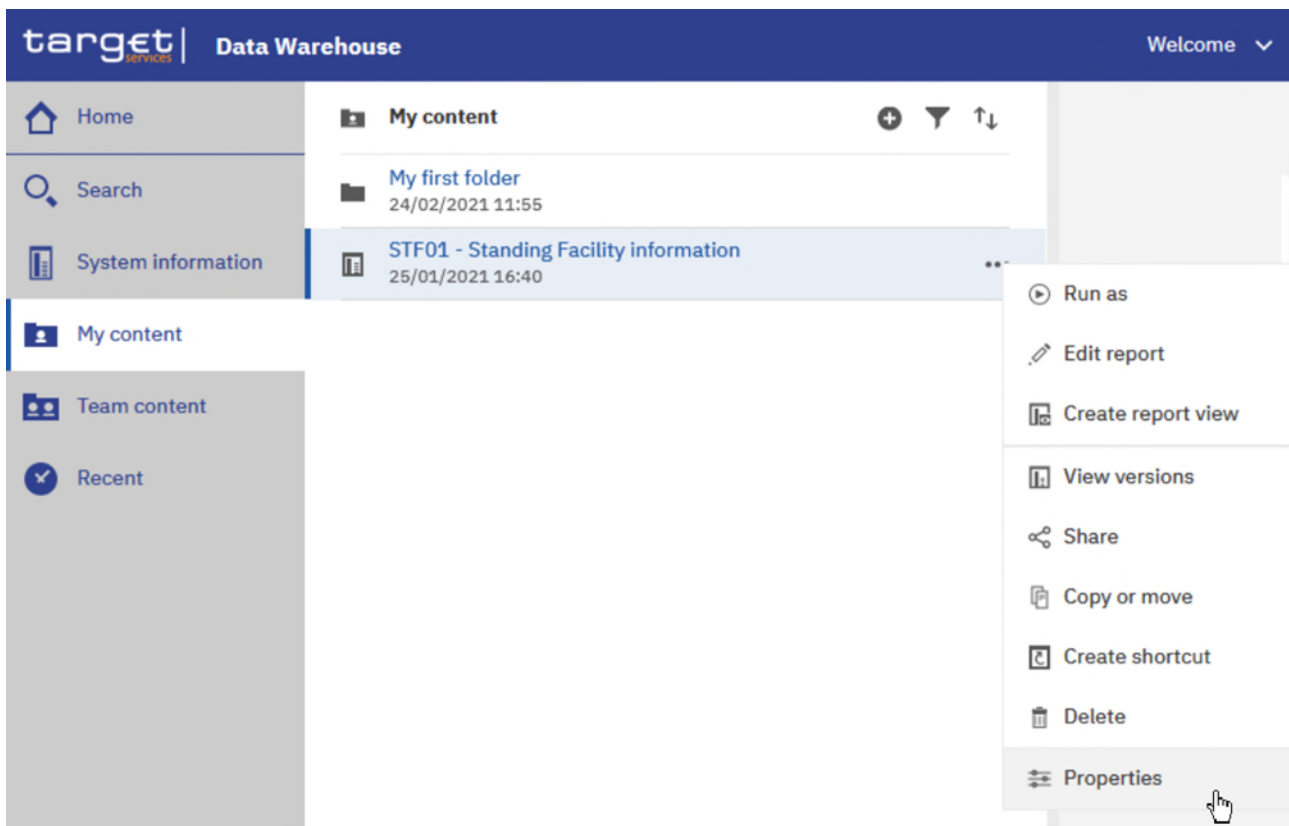 target services Data Warehouse Welcome
Home
Search
System information
My content
Team content
Recent
My content
My first folder
24/02/2021 11:55
STF01 - Standing Facility information
25/01/2021 16:40
Run as
Edit report
Create report view
View versions
Share
Copy or move
Create shortcut
Delete
Properties